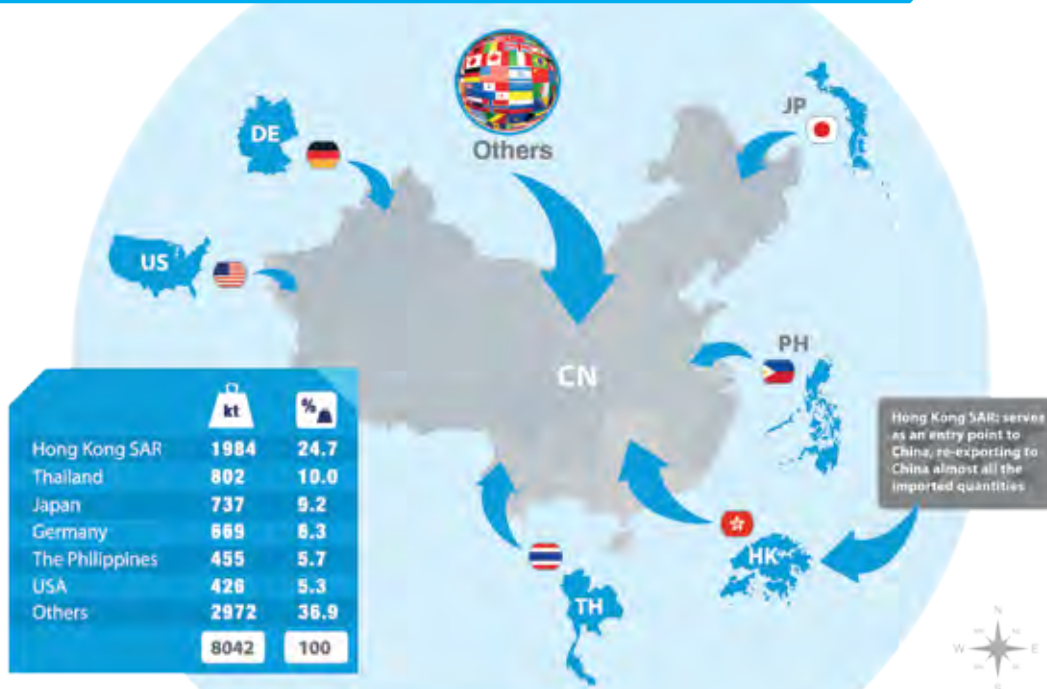 DE
Others
JP
US
CN
PH
kt
%
Hong Kong SAR 1984 24.7
Thailand 802 10.0
Japan 737 9.2
Germany 669
The Philippines 455 5.7
USA 426 5.3
Others 2972 36.9
8042 100
Hong Kong SAR: serves
as an entry point to
China, re-exporting to
China almost all the
imported quantities
HK
TH
N
W E
S